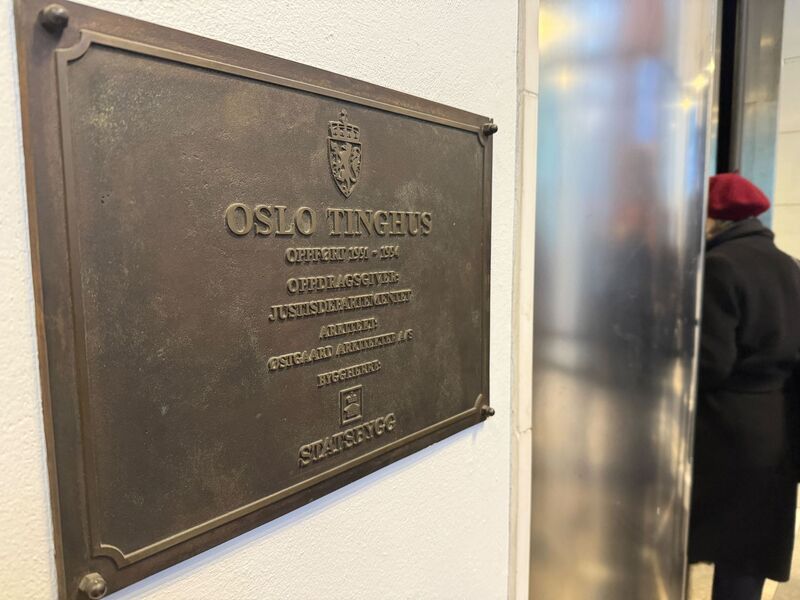 OSLO TINGHUS
OPPFØRT 1991 - 1994
OPPDRAGSGIVER:
JUSTISDEPARTEMENTET
ARKITEKT:
ØSTGAARD ARKITEKTER A/S
BYGGHERRE:
STATSBYGG